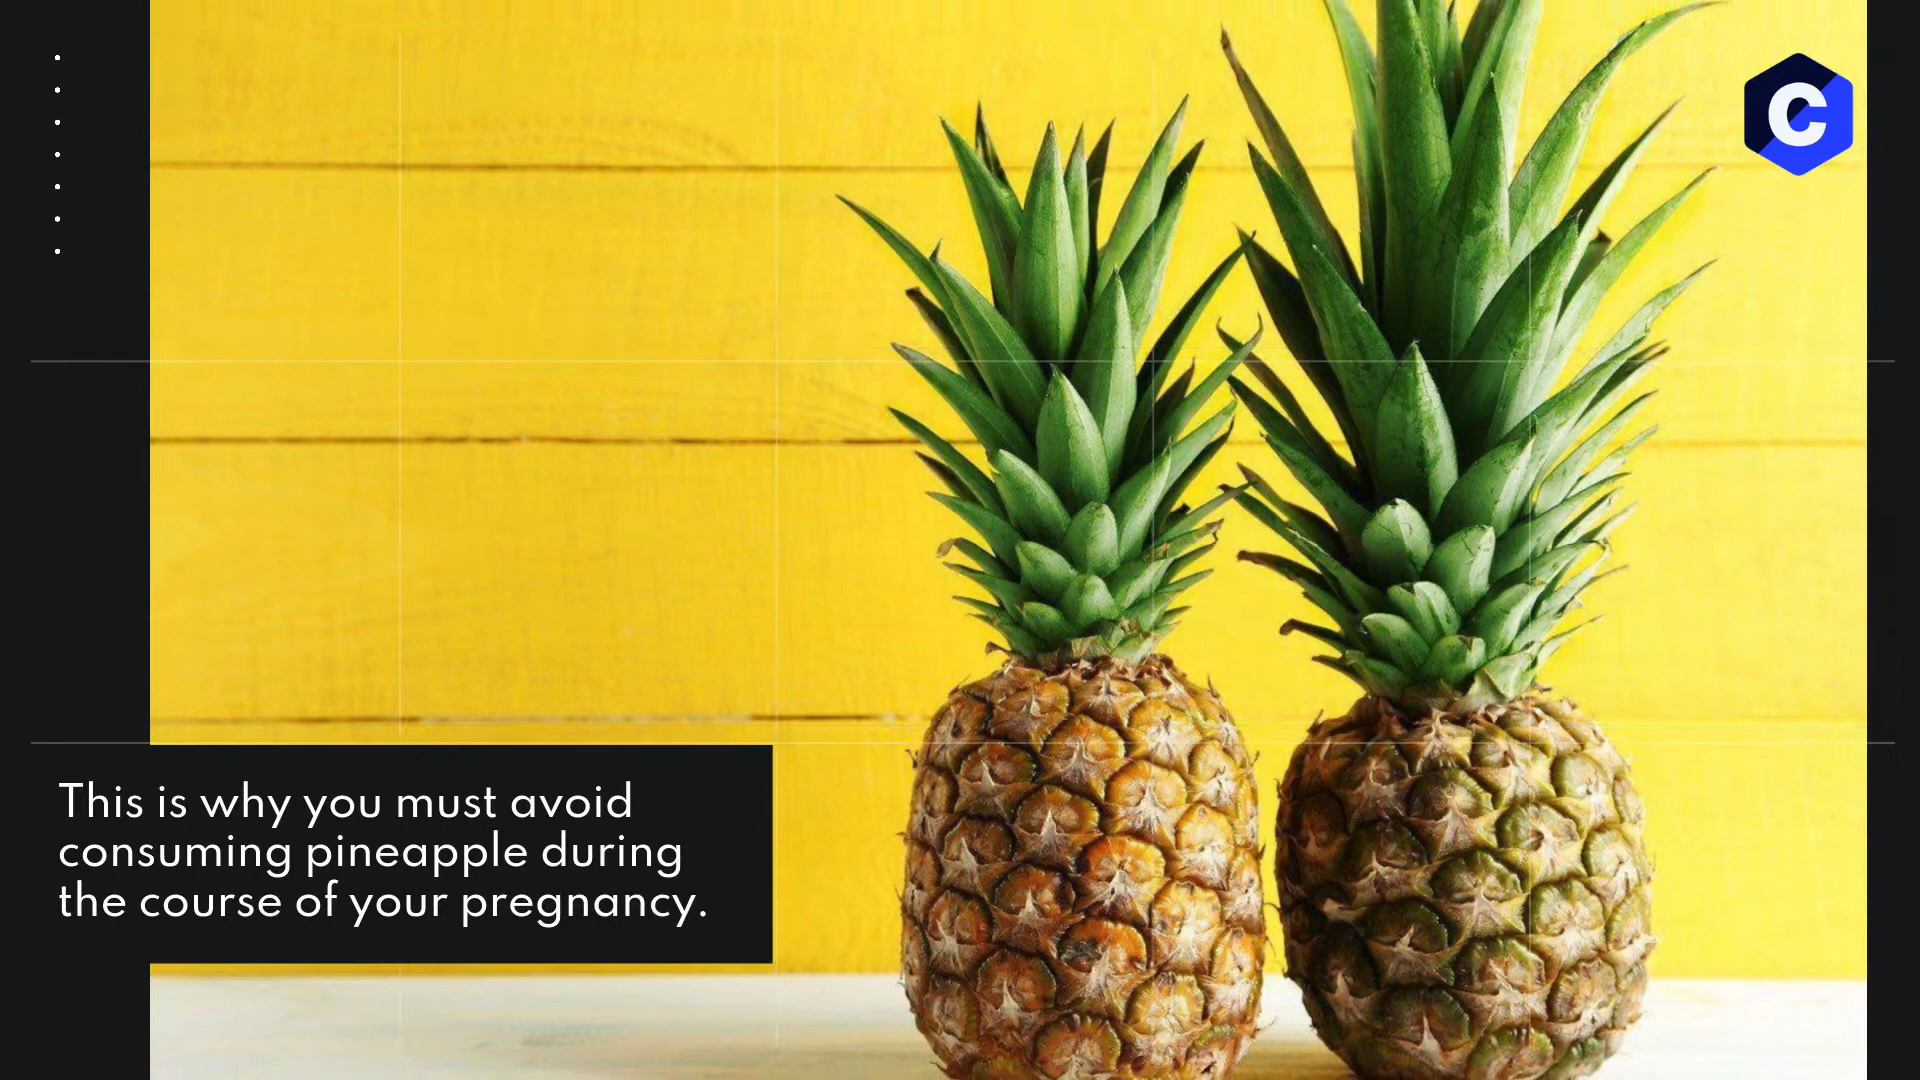 C
This is why you must avoid
consuming pineapple during
the course of your pregnancy.